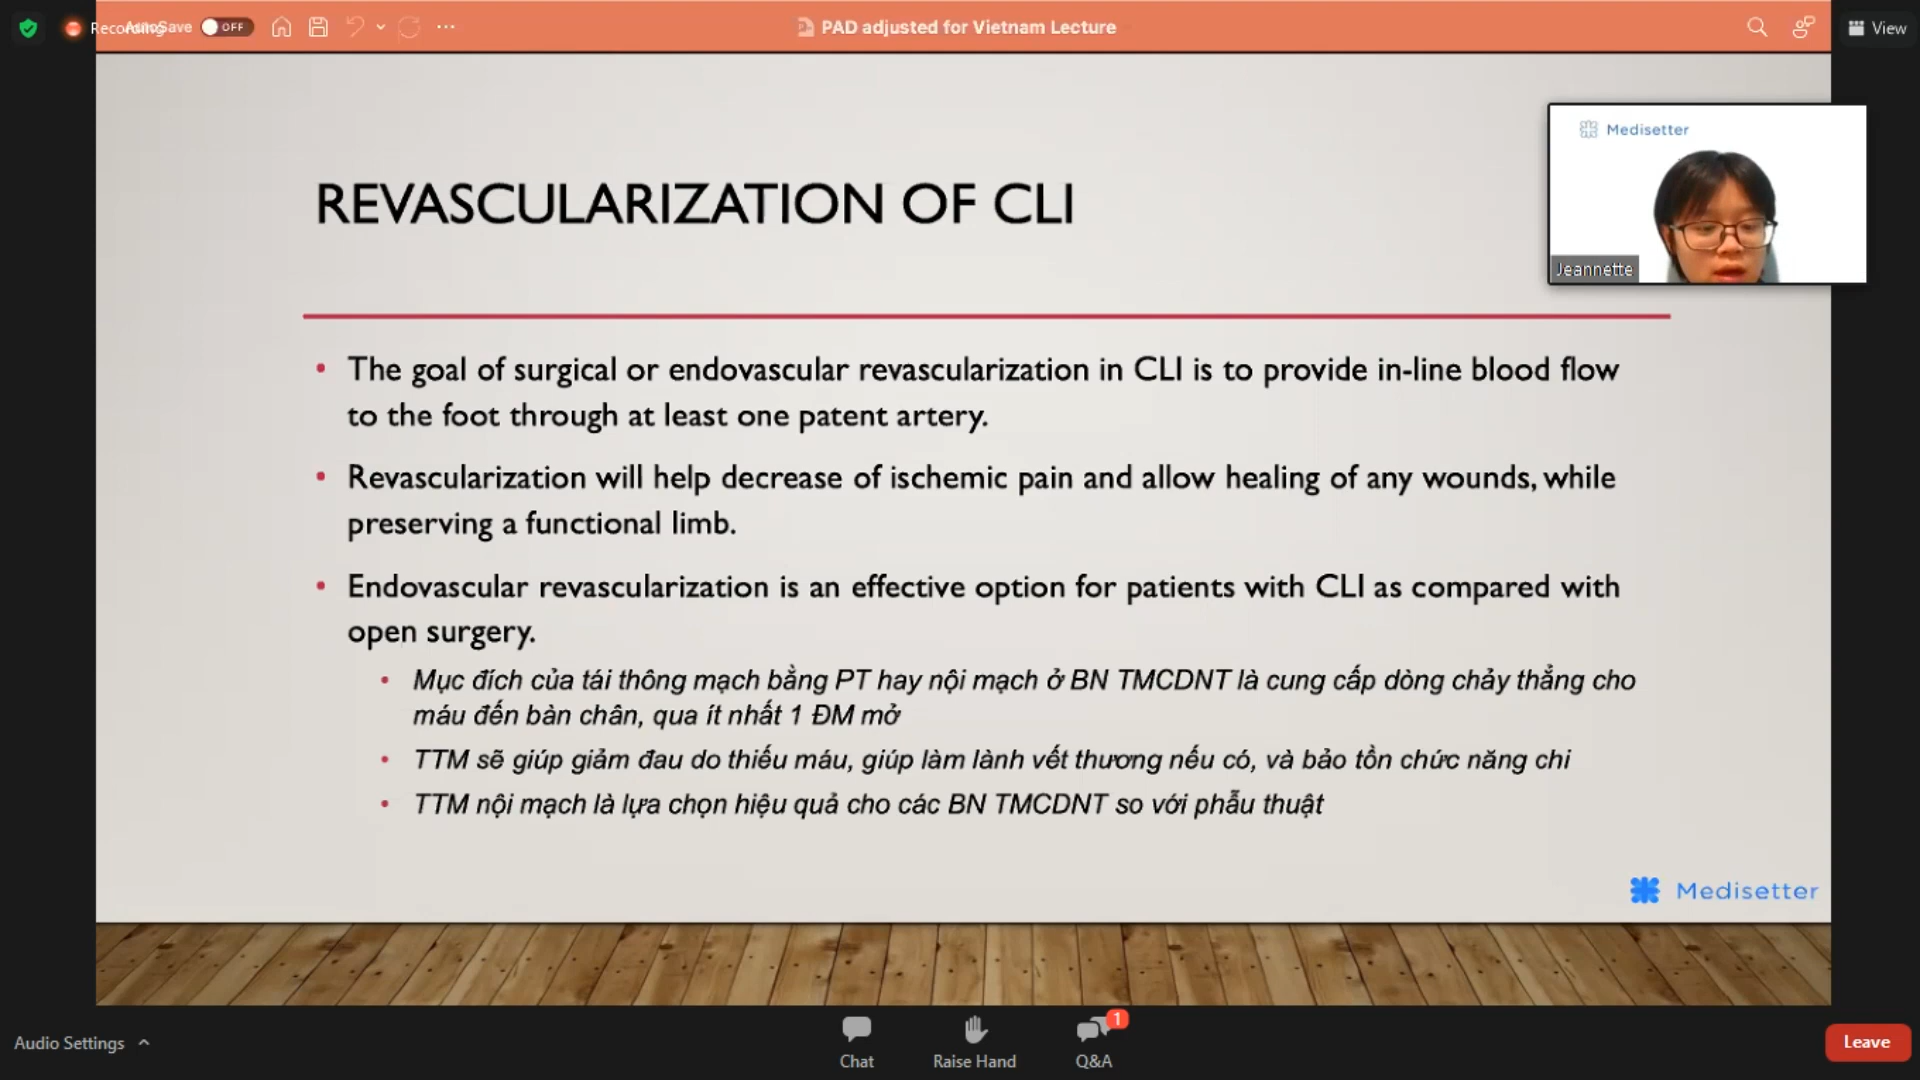 Recording
AutoSave
OFF
PAD adjusted for Vietnam Lecture
View
Medisetter
Jeannette
REVASCULARIZATION OF CLI
• The goal of surgical or endovascular revascularization in CLI is to provide in-line blood flow
to the foot through at least one patent artery.
• Revascularization will help decrease of ischemic pain and allow healing of any wounds, while
preserving a functional limb.
• Endovascular revascularization is an effective option for patients with CLI as compared with
open surgery.
• Mục đích của tái thông mạch bằng PT hay nội mạch ở BN TMCDNT là cung cấp dòng chảy thẳng cho
máu đến bàn chân, qua ít nhất 1 ĐM mở
• TTM sẽ giúp giảm đau do thiếu máu, giúp làm lành vết thương nếu có, và bảo tồn chức năng chi
• TTM nội mạch là lựa chọn hiệu quả cho các BN TMCDNT so với phẫu thuật
Medisetter
Audio Settings
Chat
Raise Hand
1
Q&A
Leave